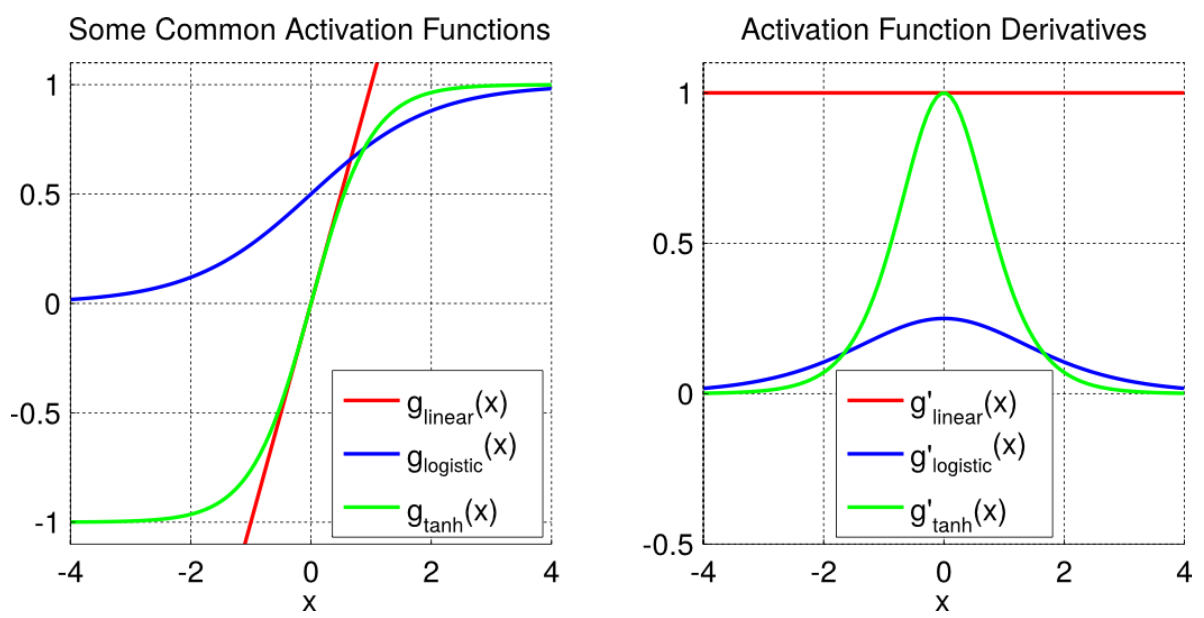 Some Common Activation Functions
1
0.5
0
-0.5
-1
-4 -2 0 2 4
x
g_linear(x)
g_logistic(x)
g_tanh(x)
Activation Function Derivatives
1
0.5
0
-0.5
-4 -2 0 2 4
x
g'_linear(x)
g'_logistic(x)
g'_tanh(x)